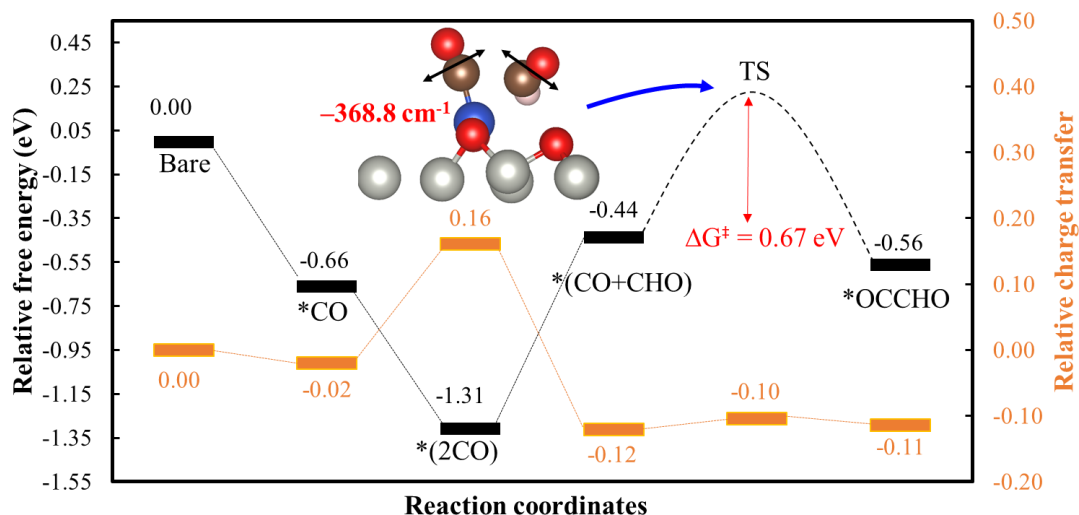 Relative free energy (eV)
0.45
0.25
0.05
-0.15
-0.35
-0.55
-0.75
-0.95
-1.15
-1.35
-1.55
0.00
Bare
-0.66
*CO
-1.31
*(2CO)
-0.44
*(CO+CHO)
TS
ΔG‡ = 0.67 eV
-0.56
*OCCHO
−368.8 cm-1
0.00
-0.02
0.16
-0.12
-0.10
-0.11
0.50
0.40
0.30
0.20
0.10
0.00
-0.10
-0.20
Relative charge transfer
Reaction coordinates